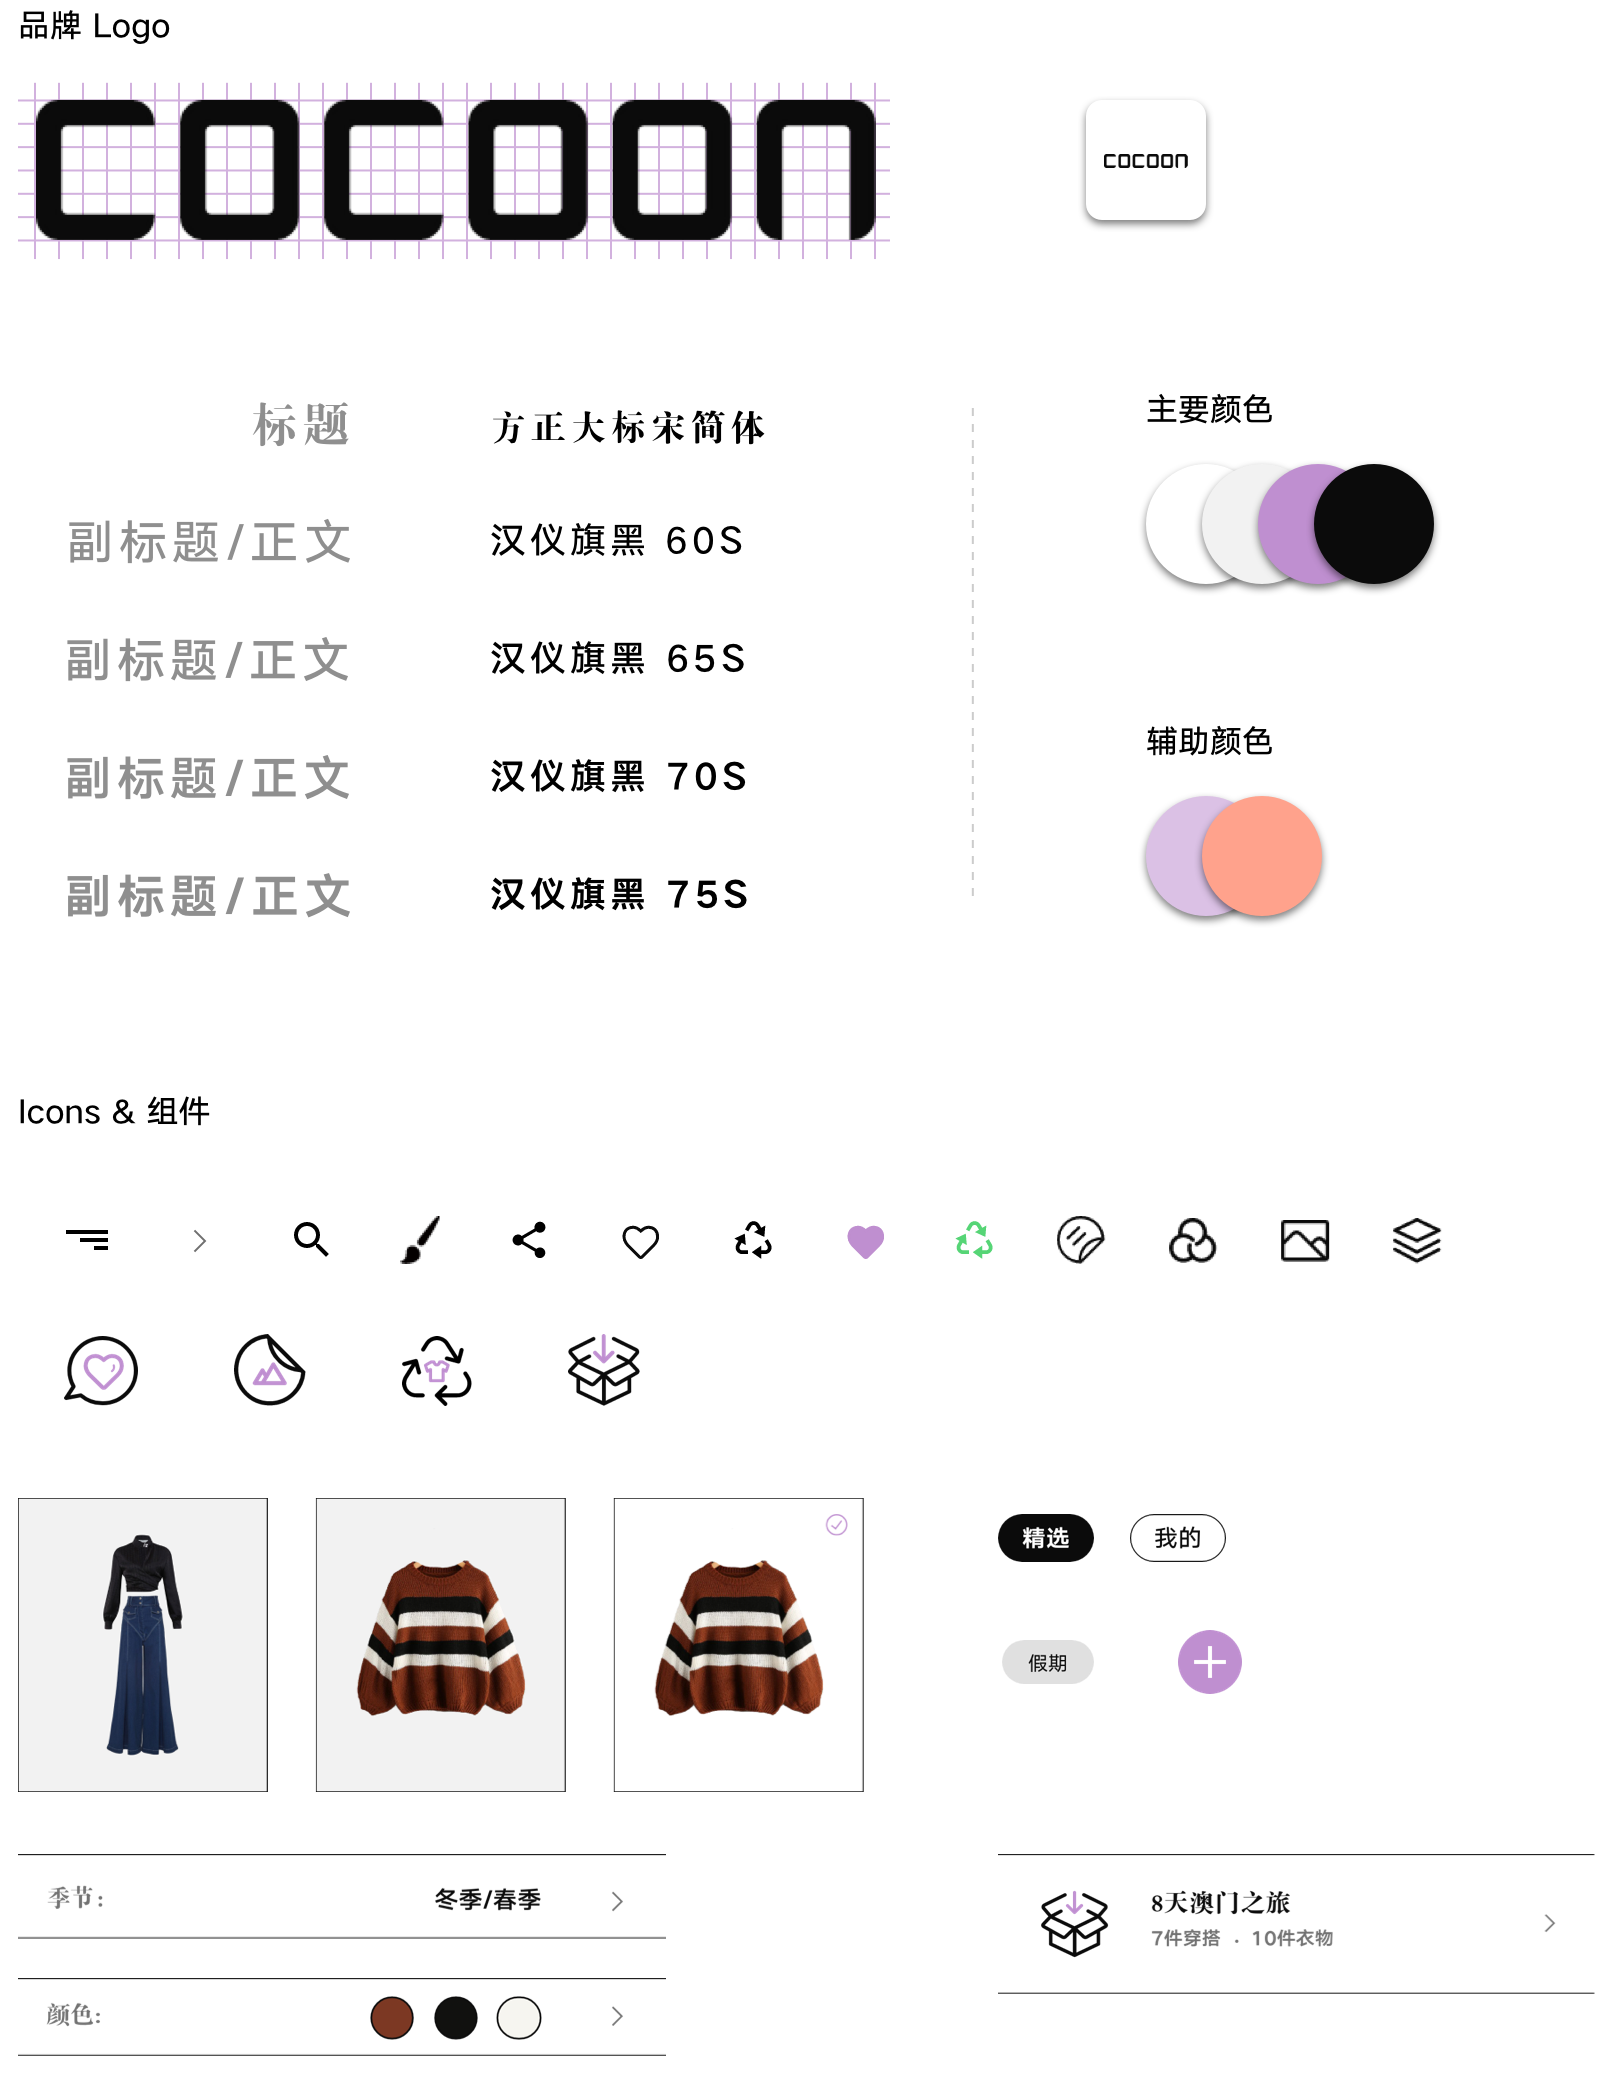 品牌 Logo
cocoon
cocoon
标题 方正大标宋简体
副标题/正文 汉仪旗黑 60S
副标题/正文 汉仪旗黑 65S
副标题/正文 汉仪旗黑 70S
副标题/正文 汉仪旗黑 75S
主要颜色
辅助颜色
Icons & 组件
精选 我的
假期
季节: 冬季/春季
颜色:
8天澳门之旅
7件穿搭 · 10件衣物